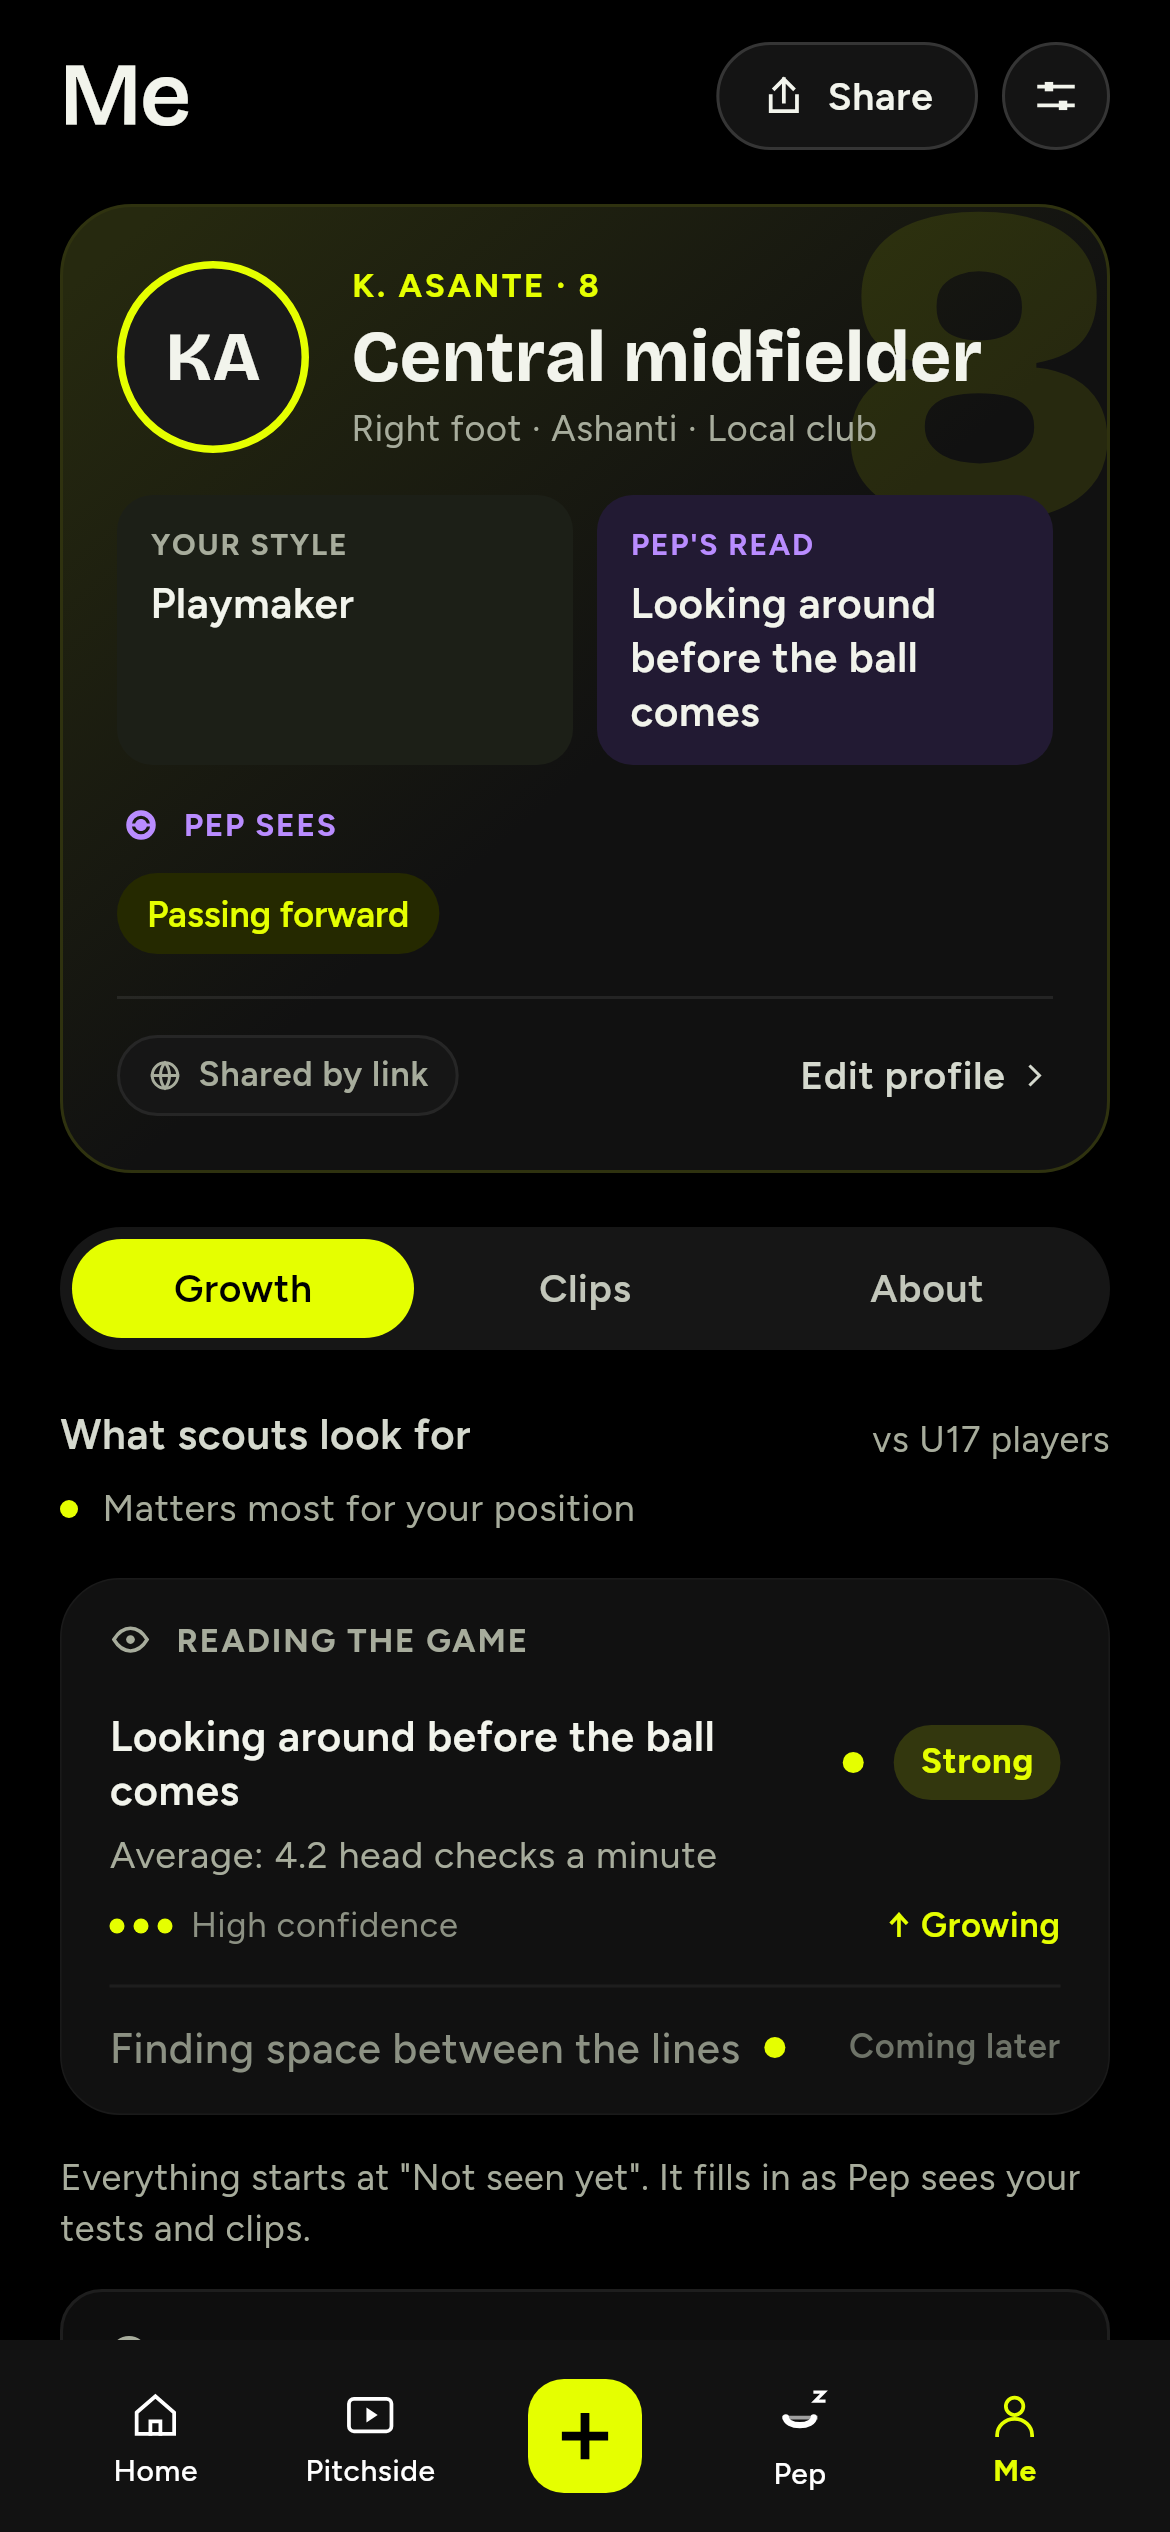 Me
Share
8
KA
K. ASANTE · 8
Central midfielder
Right foot · Ashanti · Local club
YOUR STYLE
Playmaker
PEP'S READ
Looking around
before the ball
comes
PEP SEES
Passing forward
Shared by link
Edit profile
Growth
Clips
About
What scouts look for
vs U17 players
Matters most for your position
READING THE GAME
Looking around before the ball
comes
Strong
Average: 4.2 head checks a minute
High confidence
↑ Growing
Finding space between the lines
Coming later
Everything starts at "Not seen yet". It fills in as Pep sees your
tests and clips.
Home
Pitchside
z
Pep
Me